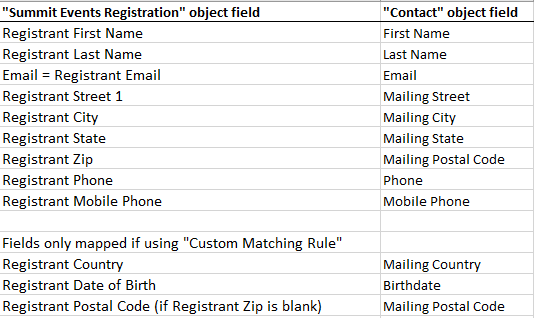 "Summit Events Registration" object field "Contact" object field
Registrant First Name First Name
Registrant Last Name Last Name
Email = Registrant Email Email
Registrant Street 1 Mailing Street
Registrant City Mailing City
Registrant State Mailing State
Registrant Zip Mailing Postal Code
Registrant Phone Phone
Registrant Mobile Phone Mobile Phone
Fields only mapped if using "Custom Matching Rule"
Registrant Country Mailing Country
Registrant Date of Birth Birthdate
Registrant Postal Code (if Registrant Zip is blank) Mailing Postal Code